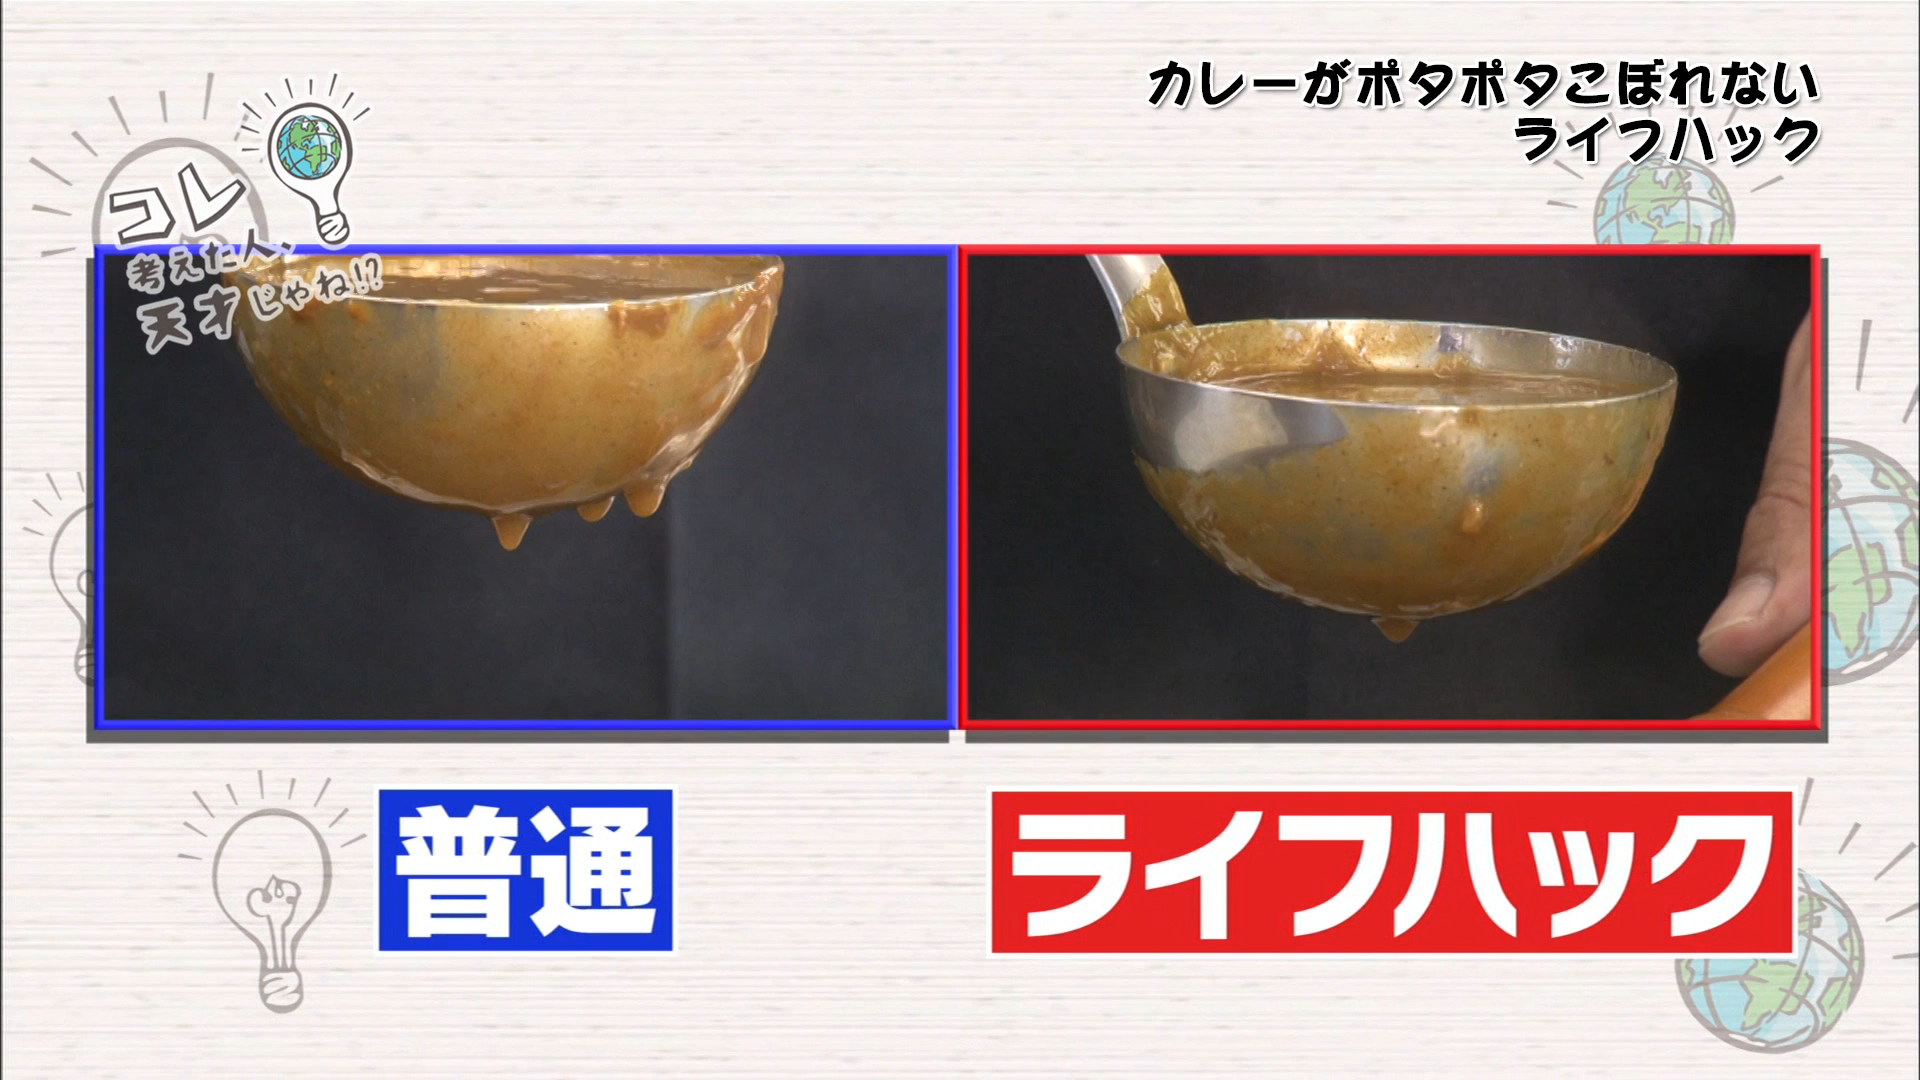 カレーがポタポタこぼれない
ライフハック
コレ
考えた人、
天才じゃね!?
普通
ライフハック